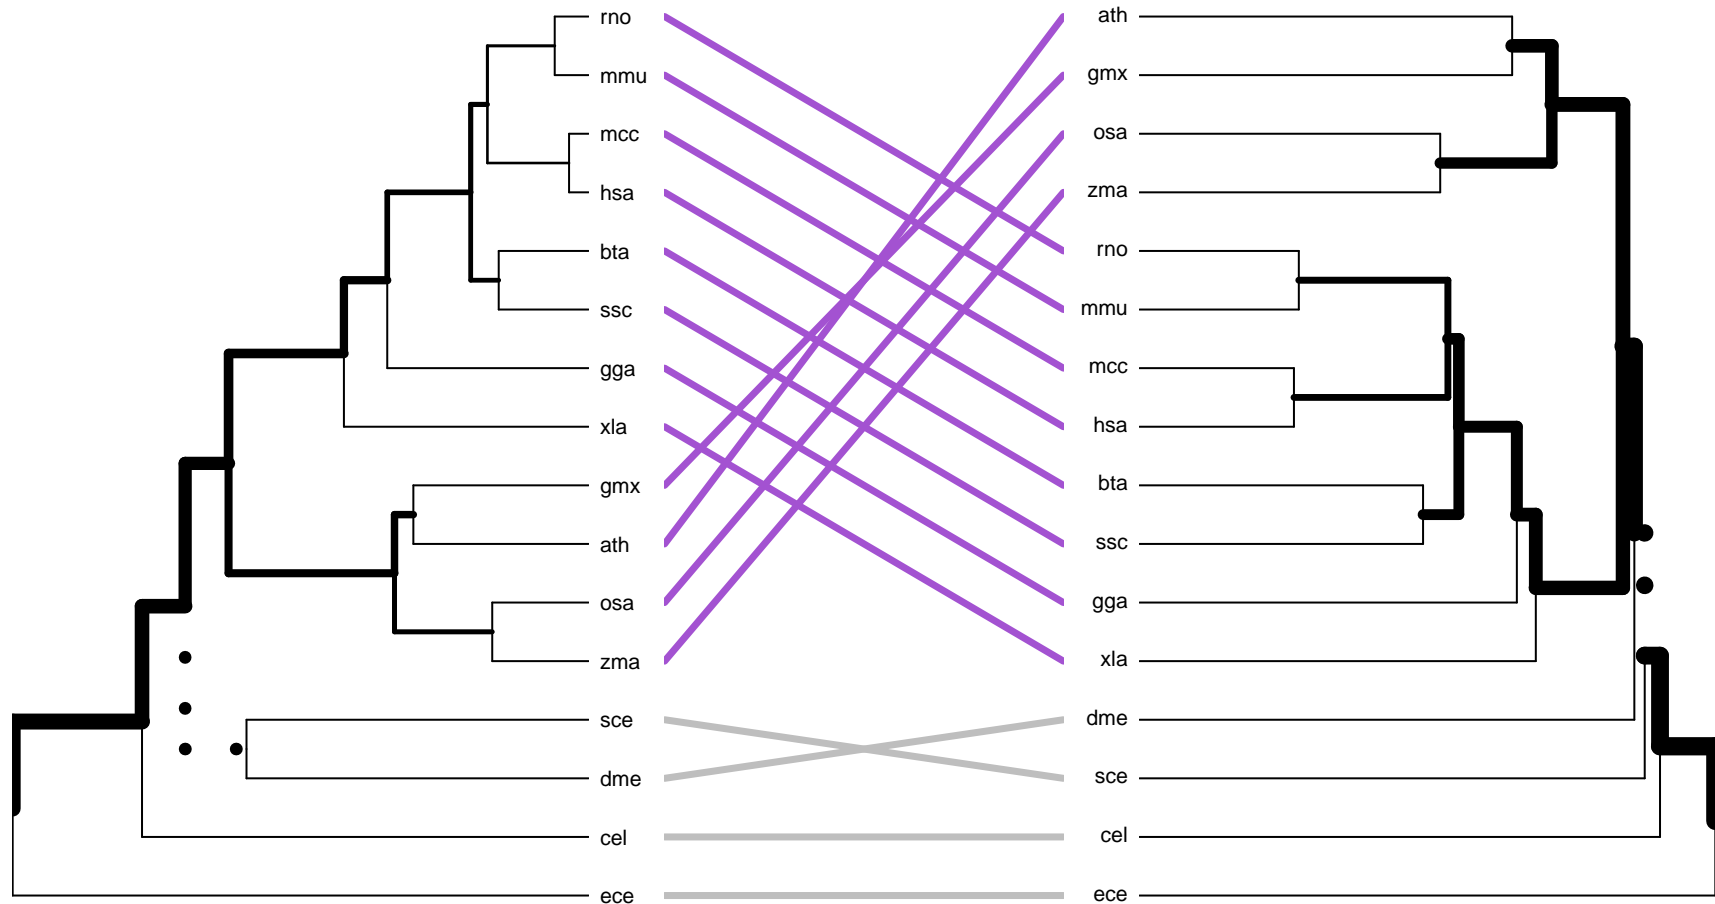 rno
mmu
mcc
hsa
bta
ssc
gga
xla
gmx
ath
osa
zma
sce
dme
cel
ece
ath
gmx
osa
zma
rno
mmu
mcc
hsa
bta
ssc
gga
xla
dme
sce
cel
ece